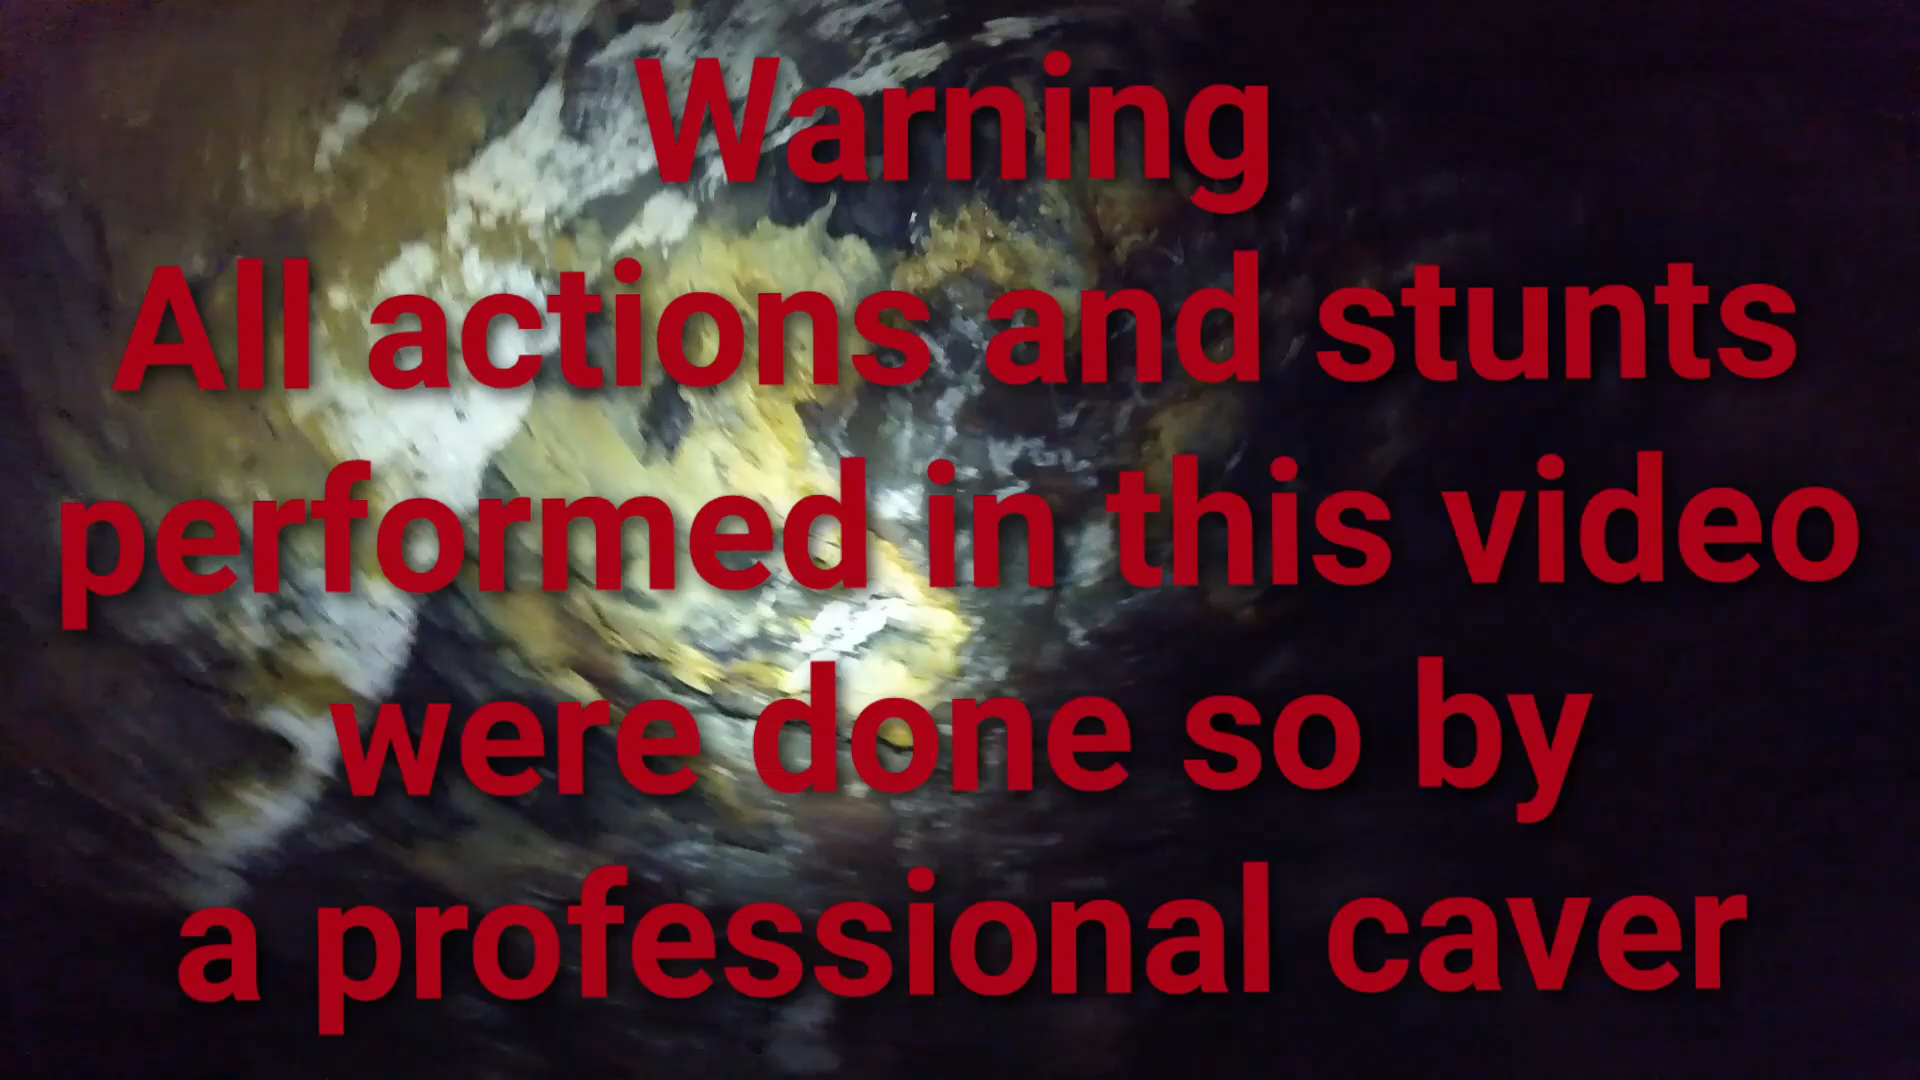 Warning
All actions and stunts
performed in this video
were done so by
a professional caver